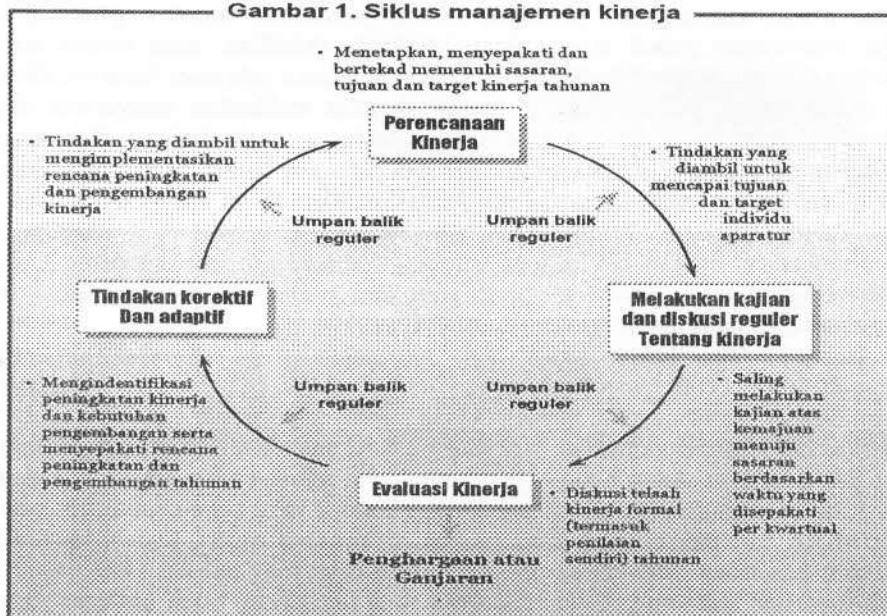 Gambar 1. Siklus manajemen kinerja
• Menetapkan, menyepakati dan
bertekad memenuhi sasaran,
tujuan dan target kinerja tahunan
Perencanaan
Kinerja
• Tindakan yang
diambil untuk
mencapai tujuan
dan target
individu
aparatur
Umpan balik
reguler
Melakukan kajian
dan diskusi reguler
Tentang kinerja
• Saling
melakukan
kajian atas
kemajuan
menuju
sasaran
berdasarkan
waktu yang
disepakati
per kwartual
Umpan balik
reguler
Evaluasi Kinerja
• Diskusi telaah
kinerja formal
(termasuk
penilaian
sendiri) tahunan
Penghargaan atau
Ganjaran
Umpan balik
reguler
• Mengindentifikasi
peningkatan kinerja
dan kebutuhan
pengembangan serta
menyepakati rencana
peningkatan dan
pengembangan tahunan
Tindakan korektif
Dan adaptif
Umpan balik
reguler
• Tindakan yang diambil untuk
mengimplementasikan
rencana peningkatan
dan pengembangan
kinerja